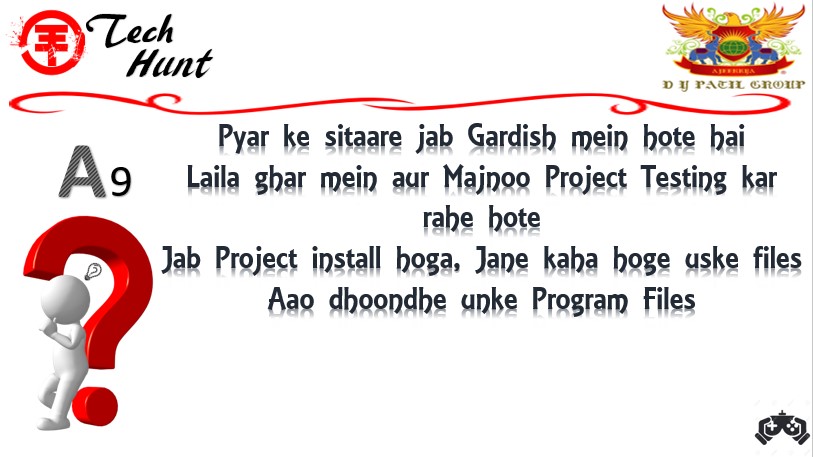 Tech
Hunt
AJEENKYA
D Y PATIL GROUP
A9
Pyar ke sitaare jab Gardish mein hote hai
Laila ghar mein aur Majnoo Project Testing kar
rahe hote
Jab Project install hoga, Jane kaha hoge uske files
Aao dhoondhe unke Program Files